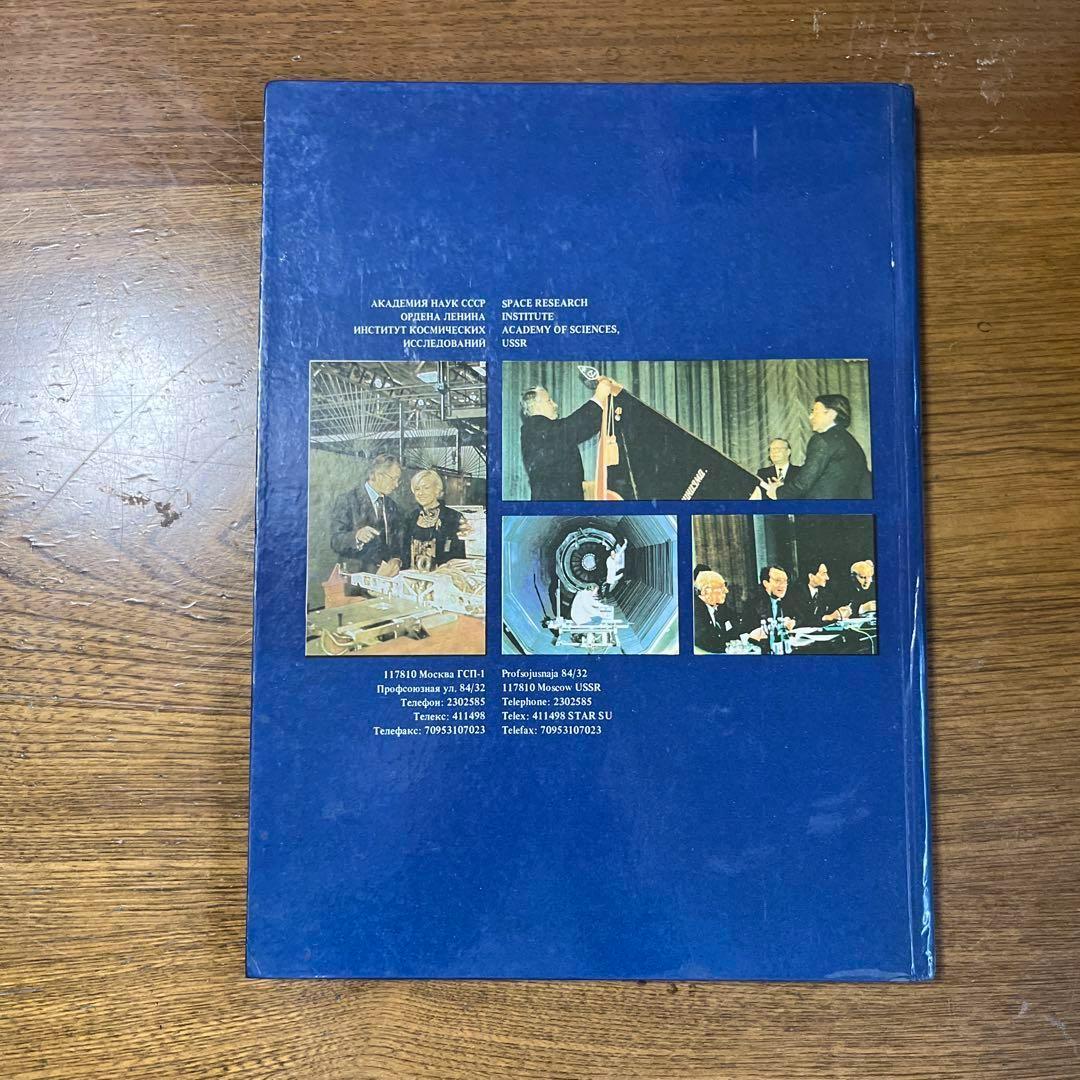 АКАДЕМИЯ НАУК СССР
ОРДЕНА ЛЕНИНА
ИНСТИТУТ КОСМИЧЕСКИХ
ИССЛЕДОВАНИЙ
SPACE RESEARCH
INSTITUTE
ACADEMY OF SCIENCES,
USSR
117810 Москва ГСП-1
Профсоюзная ул. 84/32
Телефон: 2302585
Телекс: 411498
Телефакс: 70953107023
Profsojusnaja 84/32
117810 Moscow USSR
Telephone: 2302585
Telex: 411498 STAR SU
Telefax: 70953107023